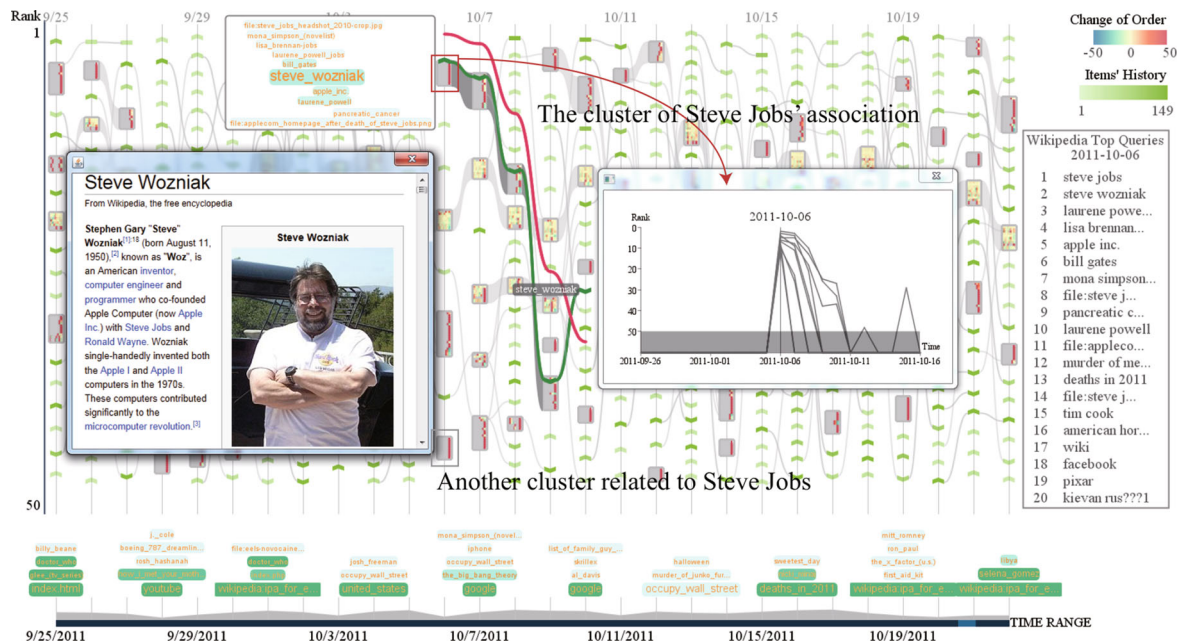 Rank
9/25
9/29
10/3
10/7
10/11
10/15
10/19
1
50
file:steve_jobs_headshot_2010-crop.jpg
mona_simpson_(novelist)
lisa_brennan-jobs
laurene_powell_jobs
bill_gates
steve_wozniak
apple_inc.
laurene_powell
pancreatic_cancer
file:applecom_homepage_after_death_of_steve_jobs.png
The cluster of Steve Jobs' association
Steve Wozniak
From Wikipedia, the free encyclopedia
Stephen Gary "Steve"
Wozniak[1]:18 (born August 11,
1950),[2] known as "Woz", is
an American inventor,
computer engineer and
programmer who co-founded
Apple Computer (now Apple
Inc.) with Steve Jobs and
Ronald Wayne. Wozniak
single-handedly invented both
the Apple I and Apple II
computers in the 1970s.
These computers contributed
significantly to the
microcomputer revolution.[3]
Steve Wozniak
steve_wozniak
Rank
2011-10-06
0
10
20
30
40
50
Time
2011-09-26
2011-10-01
2011-10-06
2011-10-11
2011-10-16
Another cluster related to Steve Jobs
Change of Order
-50
0
50
Items' History
1
149
Wikipedia Top Queries
2011-10-06
1 steve jobs
2 steve wozniak
3 laurene powe...
4 lisa brennan...
5 apple inc.
6 bill gates
7 mona simpson...
8 file:steve j...
9 pancreatic c...
10 laurene powell
11 file:appleco...
12 murder of me...
13 deaths in 2011
14 file:steve j...
15 tim cook
16 american hor...
17 wiki
18 facebook
19 pixar
20 kievan rus???1
billy_beane
doctor_who
glee_(tv_series)
index.html
j._cole
boeing_787_dreamlin...
rosh_hashanah
youtube
file:eels-novocaine...
doctor_who
wikipedia:ipa_for_e...
josh_freeman
occupy_wall_street
united_states
mona_simpson_(novel...
iphone
occupy_wall_street
the_big_bang_theory
google
list_of_family_guy_...
skrillex
al_davis
google
halloween
murder_of_junko_fur...
occupy_wall_street
sweetest_day
deaths_in_2011
mitt_romney
ron_paul
the_x_factor_(u.s.)
first_aid_kit
wikipedia:ipa_for_e...
libya
selena_gomez
wikipedia:ipa_for_e...
TIME RANGE
9/25/2011
9/29/2011
10/3/2011
10/7/2011
10/11/2011
10/15/2011
10/19/2011